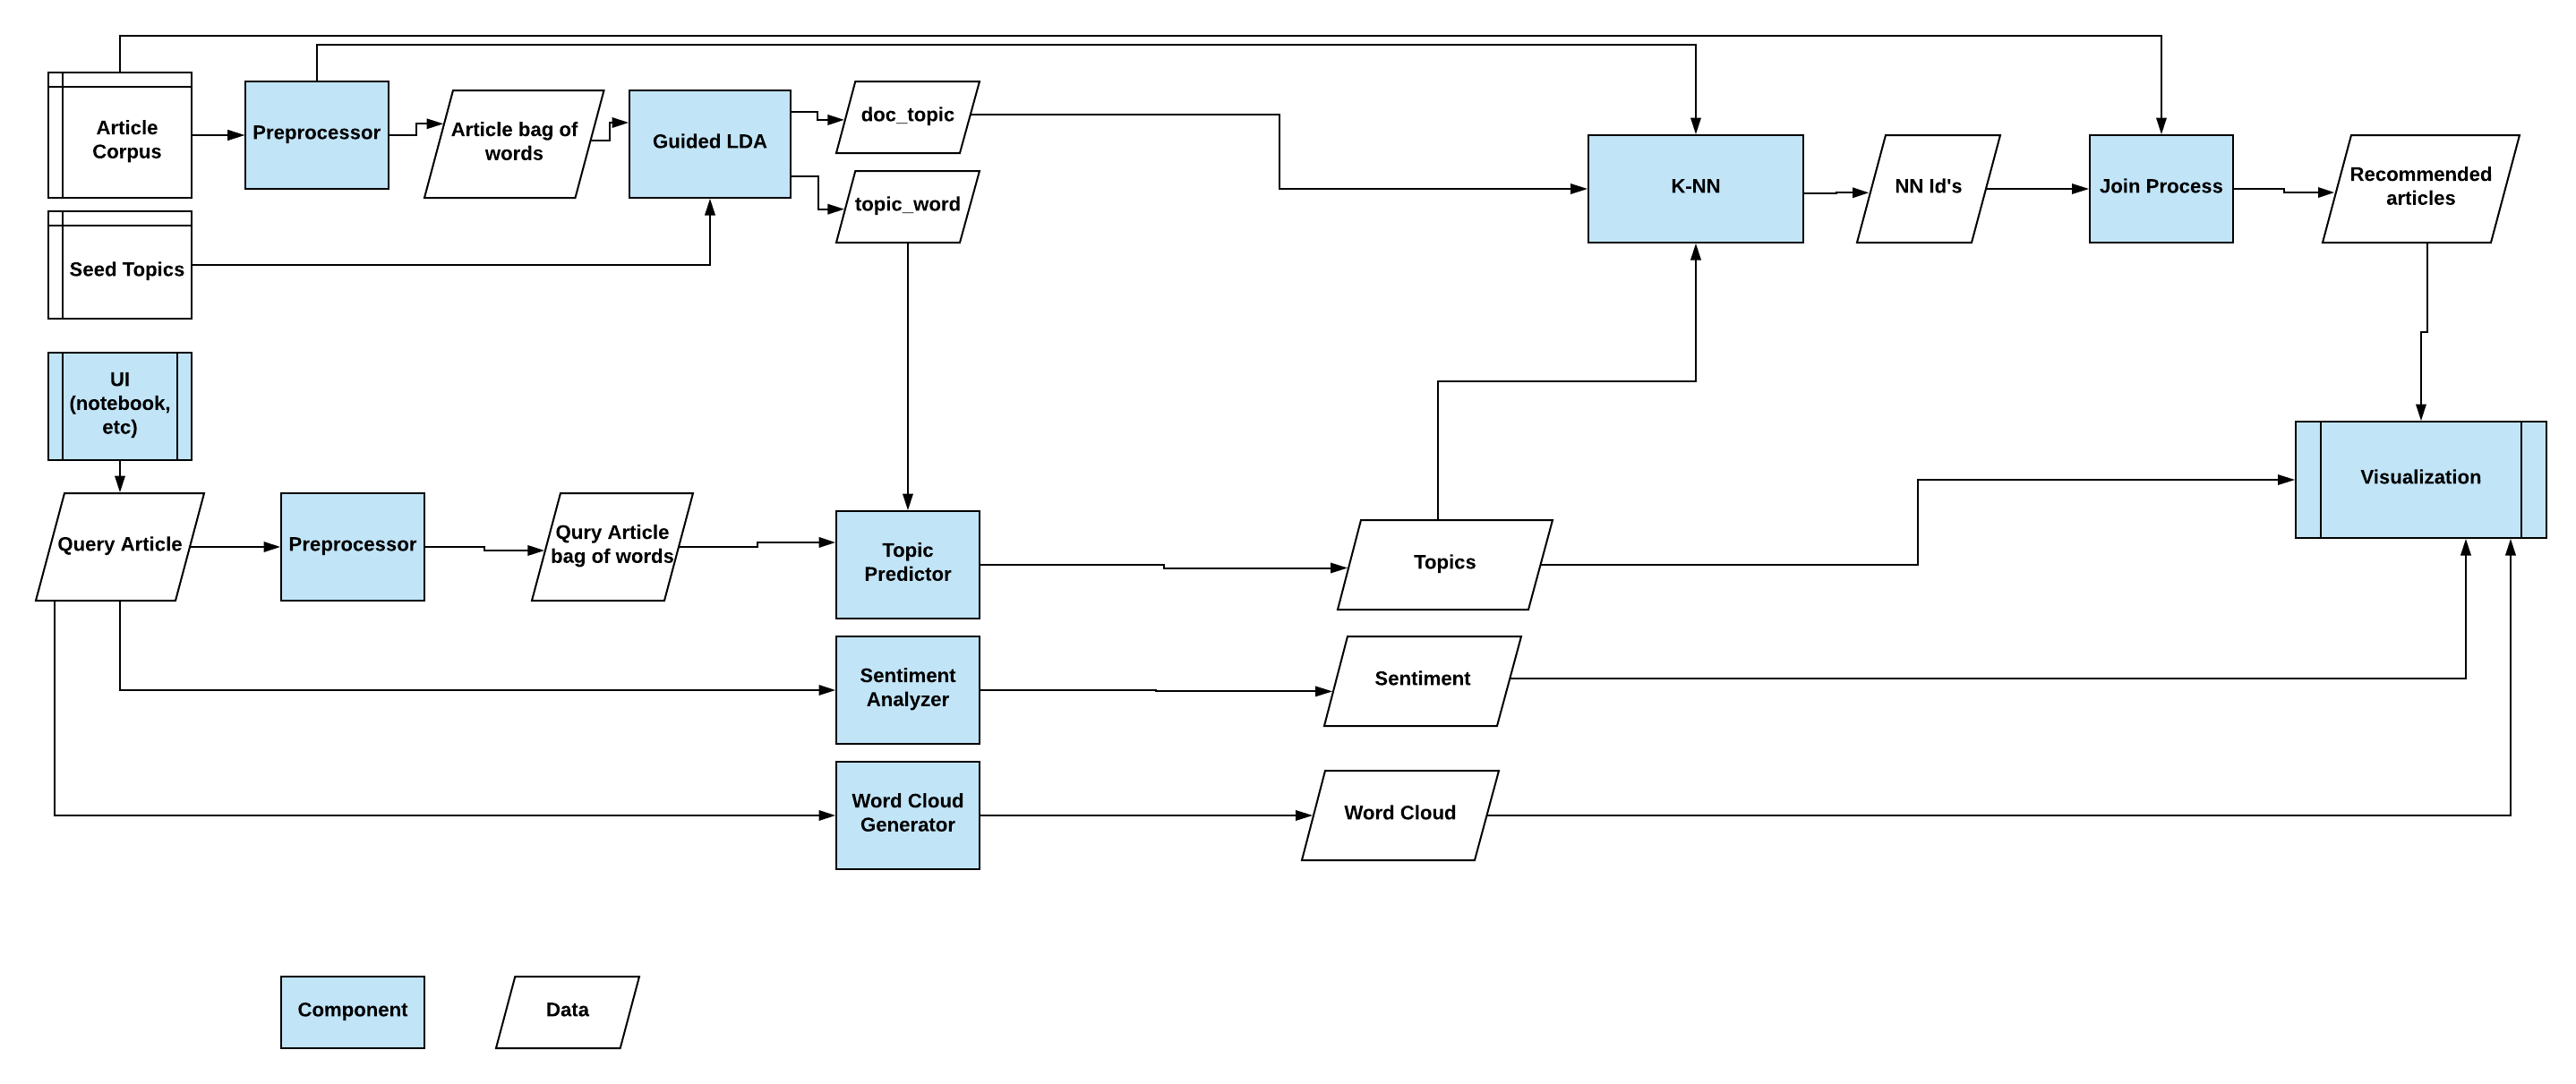 Article
Corpus
Preprocessor
Article bag of
words
Guided LDA
doc_topic
topic_word
K-NN
NN Id's
Join Process
Recommended
articles
Seed Topics
UI
(notebook,
etc)
Visualization
Query Article
Preprocessor
Qury Article
bag of words
Topic
Predictor
Topics
Sentiment
Analyzer
Sentiment
Word Cloud
Generator
Word Cloud
Component
Data